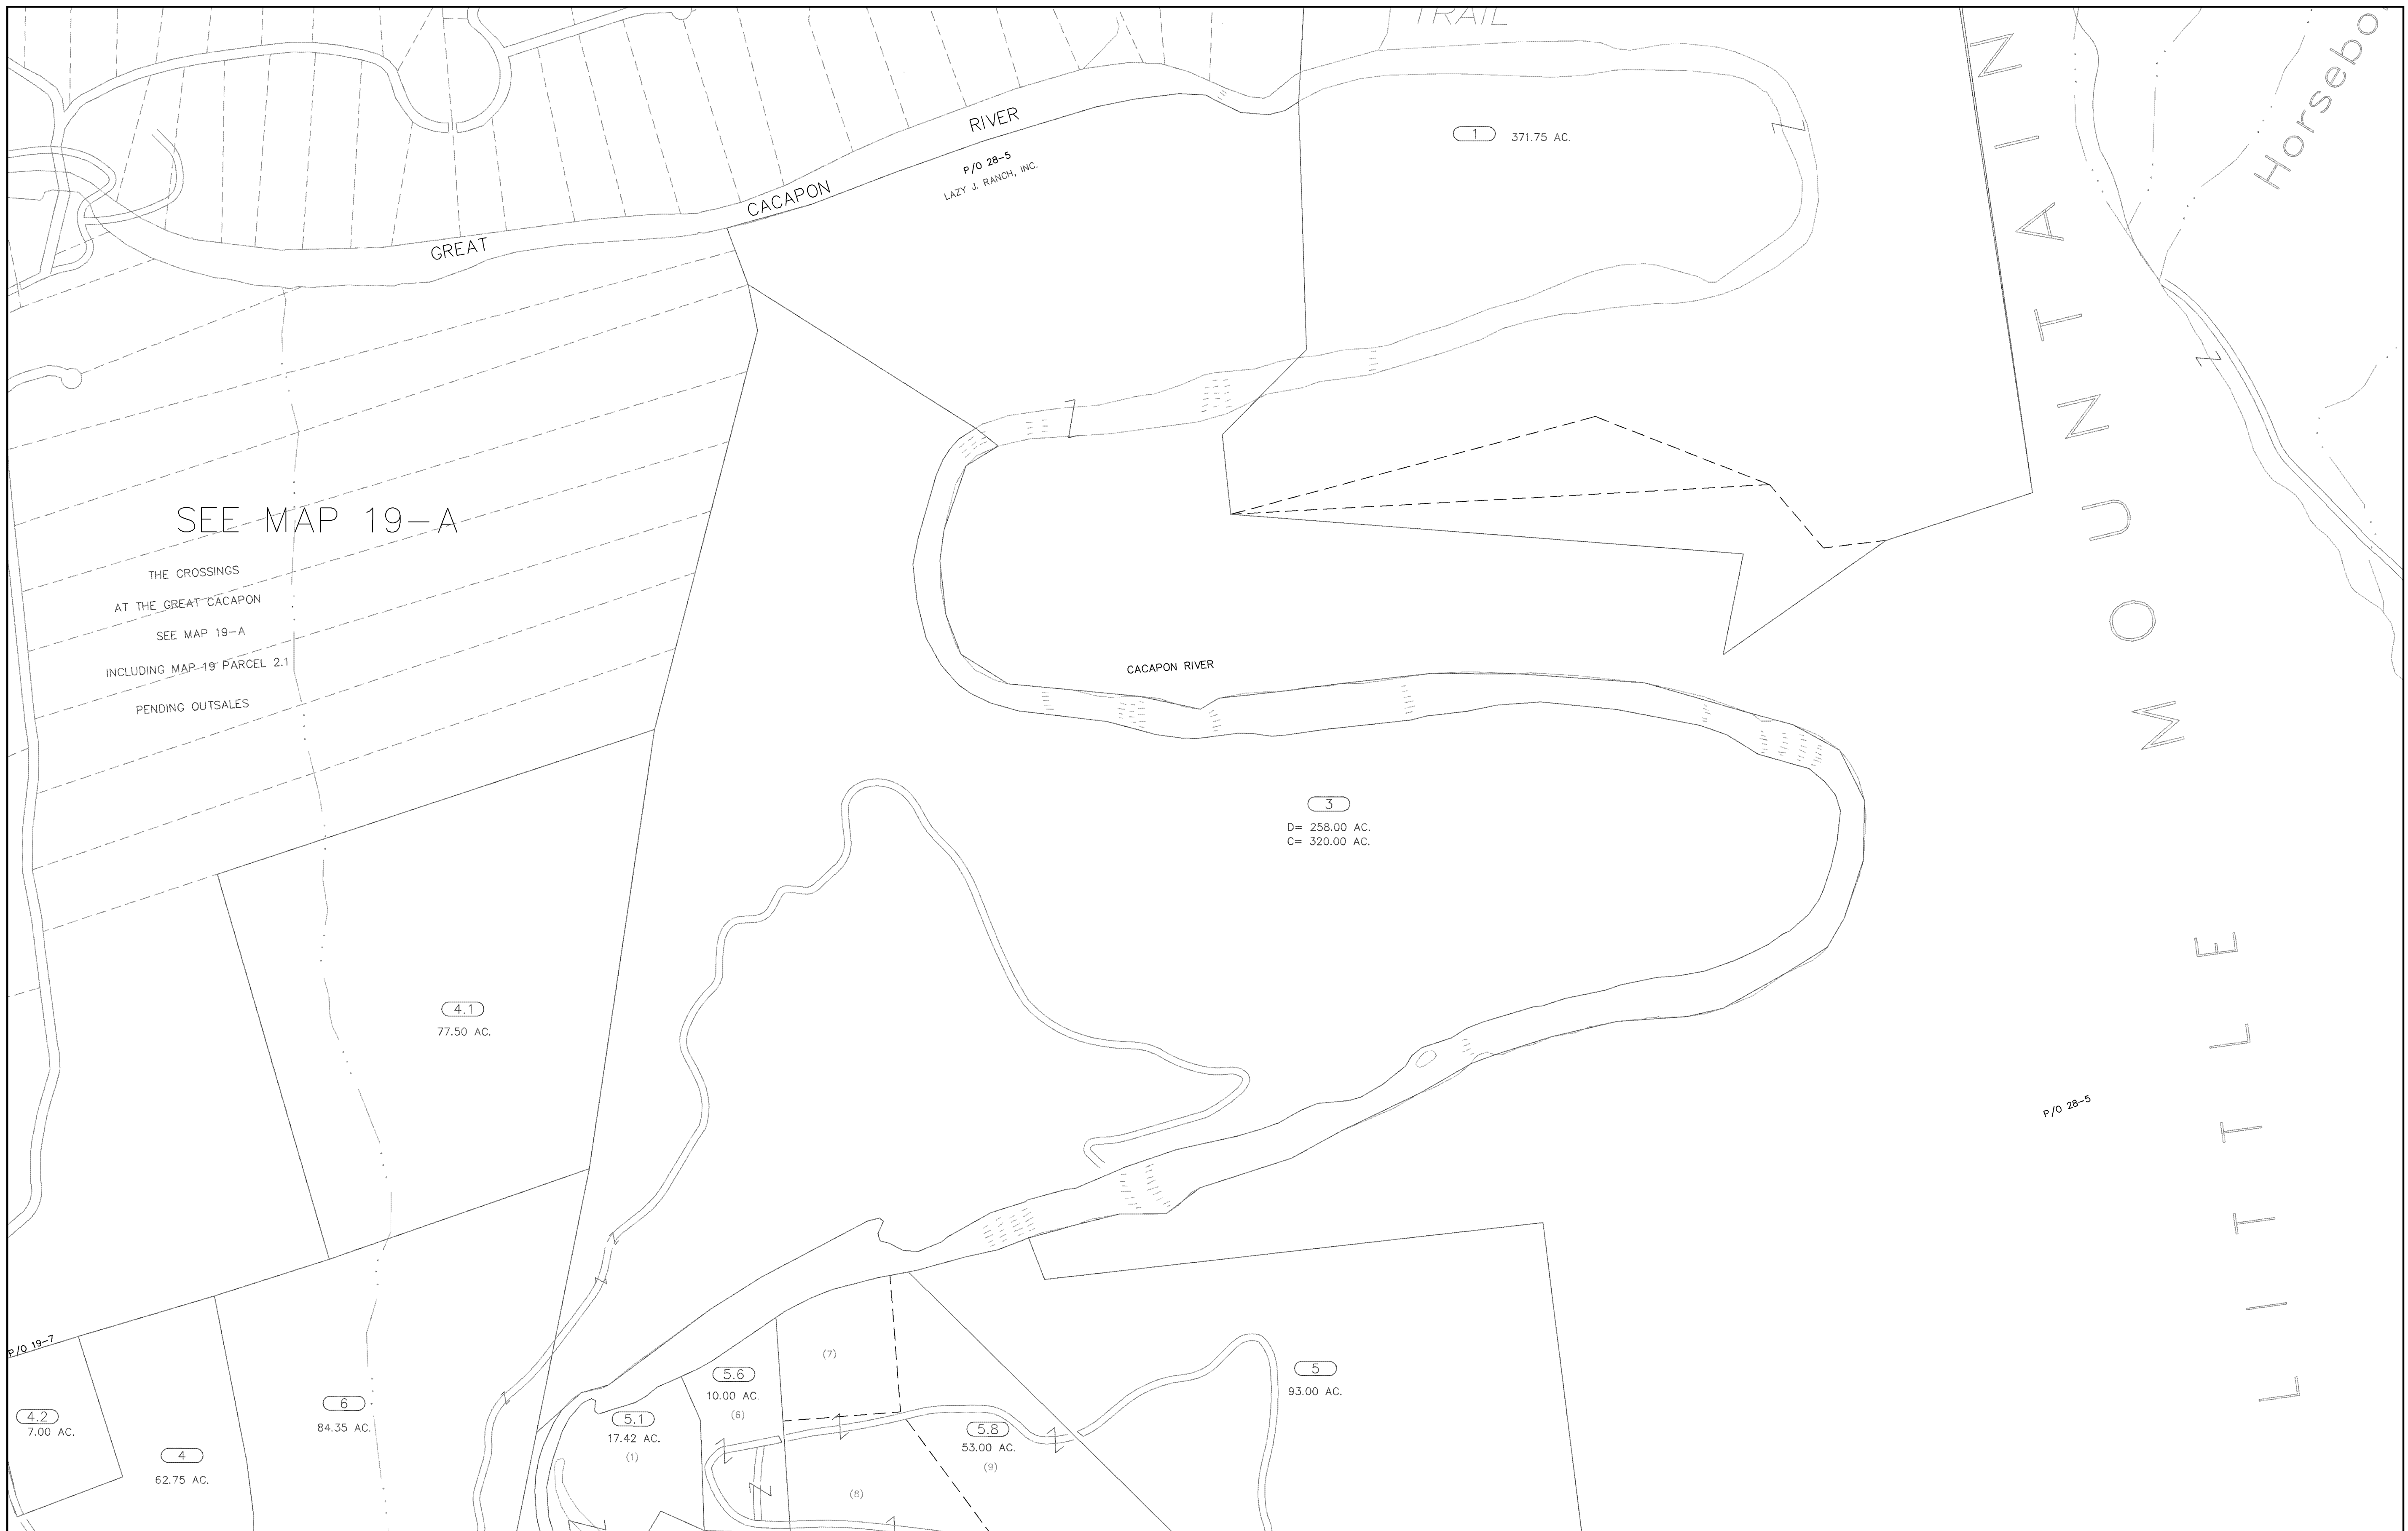 TRAIL
Horsebo
GREAT CACAPON RIVER
P/O 28-5
LAZY J. RANCH, INC.
1
371.75 AC.
SEE MAP 19-A
THE CROSSINGS
AT THE GREAT CACAPON
SEE MAP 19-A
INCLUDING MAP 19 PARCEL 2.1
PENDING OUTSALES
CACAPON RIVER
3
D= 258.00 AC.
C= 320.00 AC.
4.1
77.50 AC.
LITTLE MOUNTAIN
P/O 28-5
P/O 19-7
4.2
7.00 AC.
4
62.75 AC.
6
84.35 AC.
5.1
17.42 AC.
(1)
5.6
10.00 AC.
(6)
(7)
(8)
5.8
53.00 AC.
(9)
5
93.00 AC.